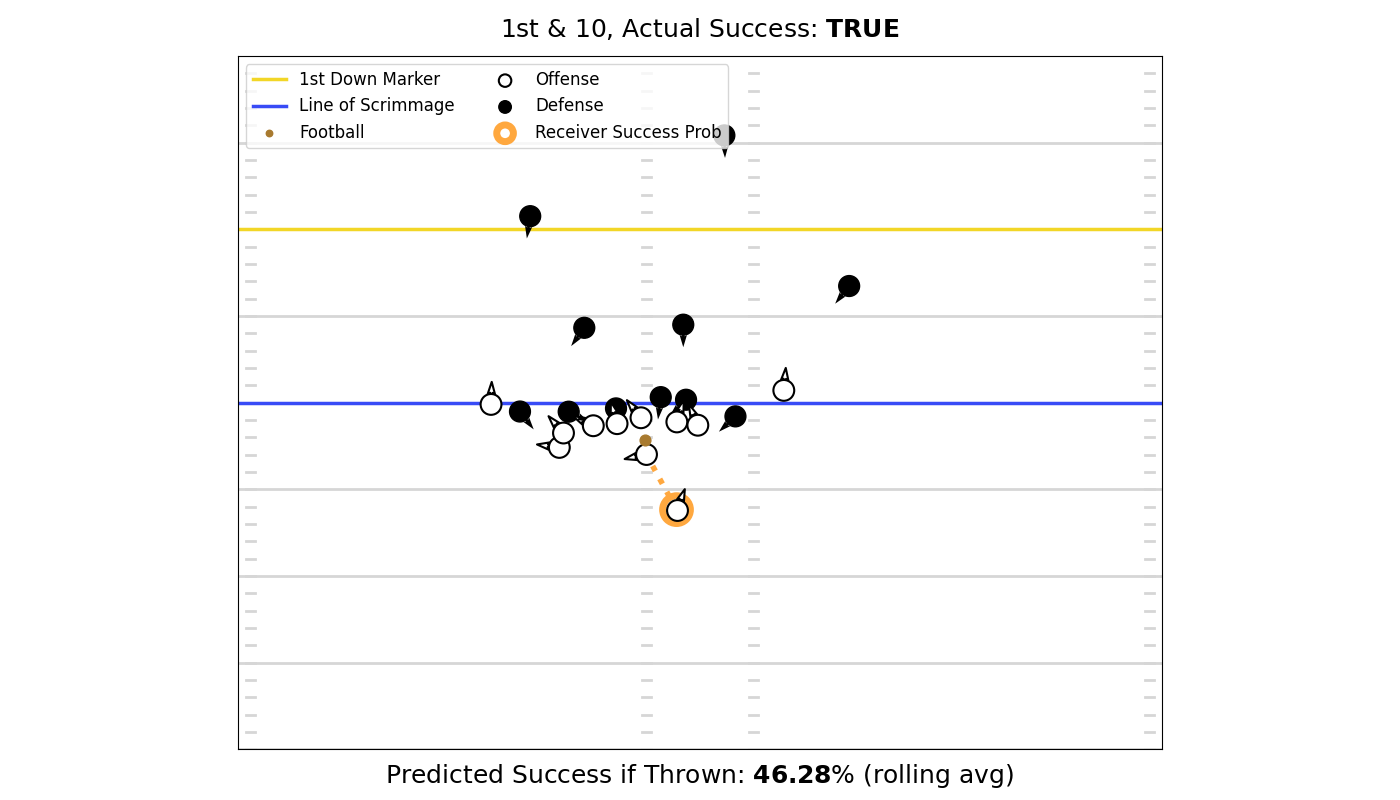 1st & 10, Actual Success: TRUE
1st Down Marker
Line of Scrimmage
Football
Offense
Defense
Receiver Success Prob
Predicted Success if Thrown: 46.28% (rolling avg)